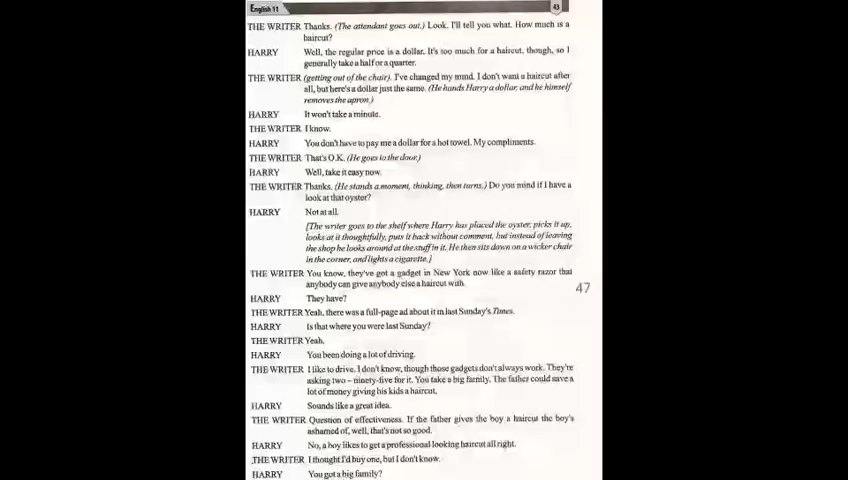 English 11
43
THE WRITER Thanks. (The attendant goes out.) Look. I'll tell you what. How much is a
haircut?
HARRY Well, the regular price is a dollar. It's too much for a haircut, though, so I
generally take a half or a quarter.
THE WRITER (getting out of the chair). I've changed my mind. I don't want a haircut after
all, but here's a dollar just the same. (He hands Harry a dollar, and he himself
removes the apron.)
HARRY It won't take a minute.
THE WRITER I know.
HARRY You don't have to pay me a dollar for a hot towel. My compliments.
THE WRITER That's O.K. (He goes to the door.)
HARRY Well, take it easy now.
THE WRITER Thanks. (He stands a moment, thinking, then turns.) Do you mind if I have a
look at that oyster?
HARRY Not at all.
[The writer goes to the shelf where Harry has placed the oyster, picks it up,
looks at it thoughtfully, puts it back without comment, but instead of leaving
the shop he looks around at the stuff in it. He then sits down on a wicker chair
in the corner, and lights a cigarette.]
THE WRITER You know, they've got a gadget in New York now like a safety razor that
anybody can give anybody else a haircut with.
47
HARRY They have?
THE WRITER Yeah, there was a full-page ad about it in last Sunday's Times.
HARRY Is that where you were last Sunday?
THE WRITER Yeah.
HARRY You been doing a lot of driving.
THE WRITER I like to drive. I don't know, though those gadgets don't always work. They're
asking two – ninety-five for it. You take a big family. The father could save a
lot of money giving his kids a haircut.
HARRY Sounds like a great idea.
THE WRITER Question of effectiveness. If the father gives the boy a haircut the boy's
ashamed of, well, that's not so good.
HARRY No, a boy likes to get a professional looking haircut all right.
THE WRITER I thought I'd buy one, but I don't know.
HARRY You got a big family?